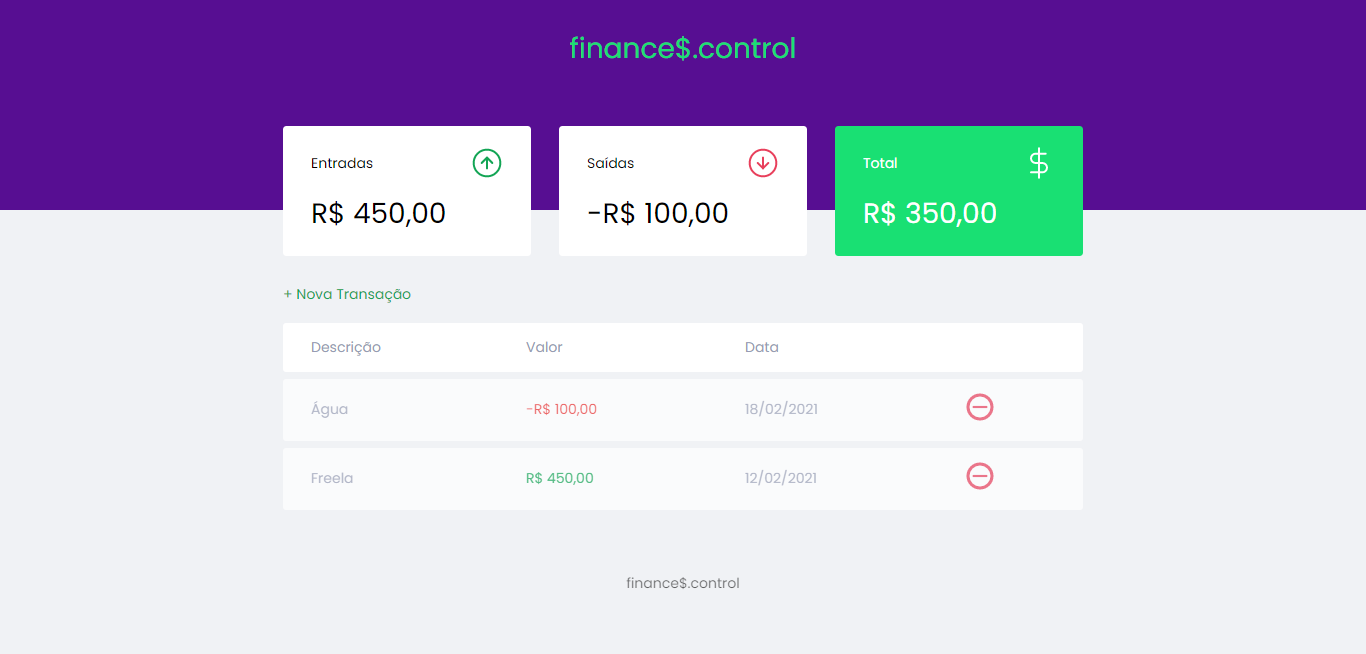 finance$.control
Entradas
R$ 450,00
Saídas
-R$ 100,00
Total
$
R$ 350,00
+ Nova Transação
Descrição Valor Data
Água -R$ 100,00 18/02/2021
Freela R$ 450,00 12/02/2021
finance$.control